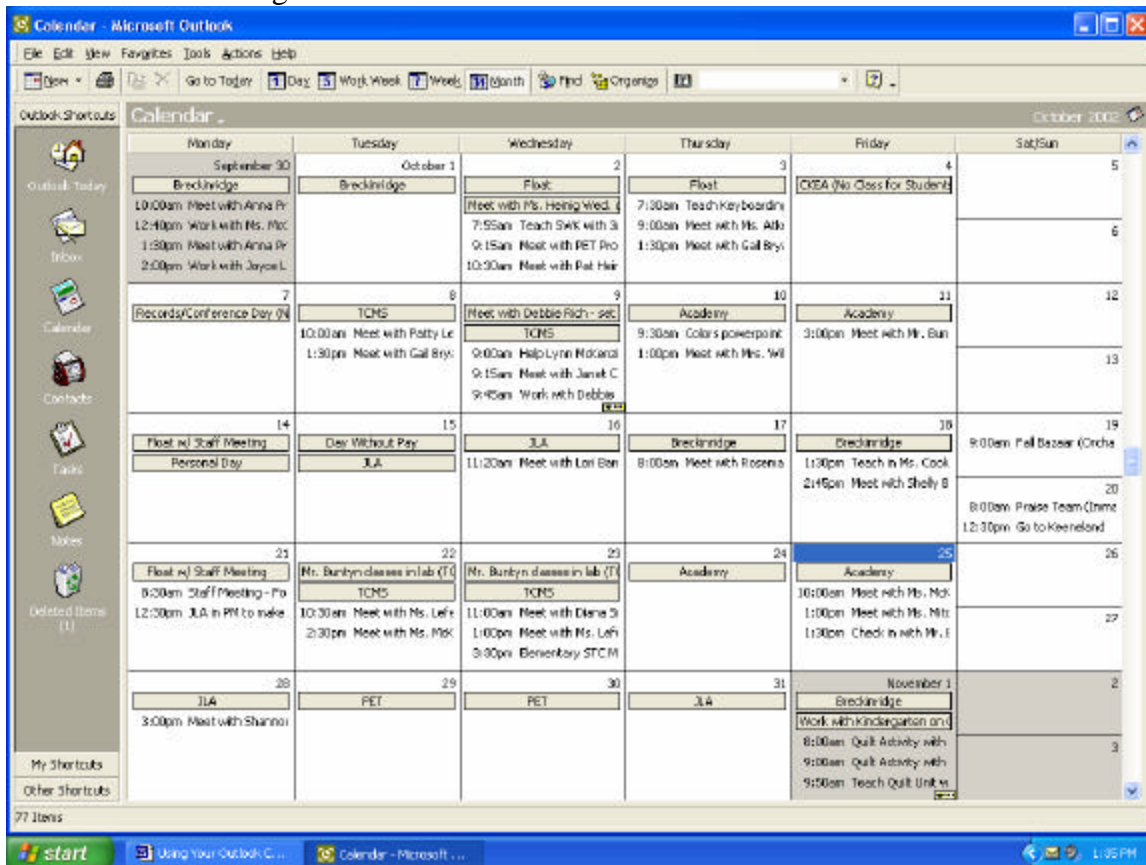 Calendar - Microsoft Outlook
File Edit View Favorites Tools Actions Help
New Go to Today 1 Day 5 Work Week 7 Week 31 Month Find Organize
Outlook Shortcuts Calendar . October 2002
Monday Tuesday Wednesday Thursday Friday Sat/Sun
September 30 October 1 2 3 4 5
Breckinridge Breckinridge Float Float CKEA (No Class for Students
10:00am Meet with Anna Pr Meet with Ms. Heinig Wed. 7:30am Teach Keyboardin
12:40pm Work with Ms. McC 7:55am Teach SWK with 9:00am Meet with Ms. Atk
1:30pm Meet with Anna Pr 9:15am Meet with PET Pro 1:30pm Meet with Gail Bry
2:00pm Work with Joyce L 10:30am Meet with Pat Hei
6
7 8 9 10 11 12
Records/Conference Day (N TCMS Meet with Debbie Rich - set Academy Academy
10:00am Meet with Patty Le TCMS 9:30am Colors powerpoint 3:00pm Meet with Mr. Bun
1:30pm Meet with Gail Bry 9:00am Help Lynn McKenzi 1:00pm Meet with Mrs. Wil
9:15am Meet with Janet C
9:45am Work with Debbie
13
14 15 16 17 18 19
Float w/ Staff Meeting Day Without Pay JLA Breckinridge Breckinridge 9:00am Fall Bazaar (Orcha
Personal Day JLA 11:20am Meet with Lori Ban 8:00am Meet with Rosema 1:30pm Teach in Ms. Cook
2:45pm Meet with Shelly B
20
8:00am Praise Team (Imma
12:30pm Go to Keeneland
21 22 23 24 25 26
Float w/ Staff Meeting Mr. Buntyn classes in lab (TC Mr. Buntyn classes in lab (T Academy Academy
8:30am Staff Meeting - Po TCMS TCMS 10:00am Meet with Ms. McK
12:30pm JLA in PM to make 10:30am Meet with Ms. Lefe 11:00am Meet with Diana 1:00pm Meet with Ms. Mit
2:30pm Meet with Ms. McK 1:00pm Meet with Ms. Lef 1:30pm Check in with Mr.
3:30pm Elementary STC M
27
28 29 30 31 November 1 2
JLA PET PET JLA Breckinridge
3:00pm Meet with Shannon Work with Kindergarten on
8:00am Quilt Activity with
9:00am Quilt Activity with
9:50am Teach Quilt Unit w
3
Outlook Today
Inbox
Calendar
Contacts
Tasks
Notes
Deleted Items
(1)
My Shortcuts
Other Shortcuts
77 Items
start Using Your Outlook C... Calendar - Microsoft ... 1:35 PM